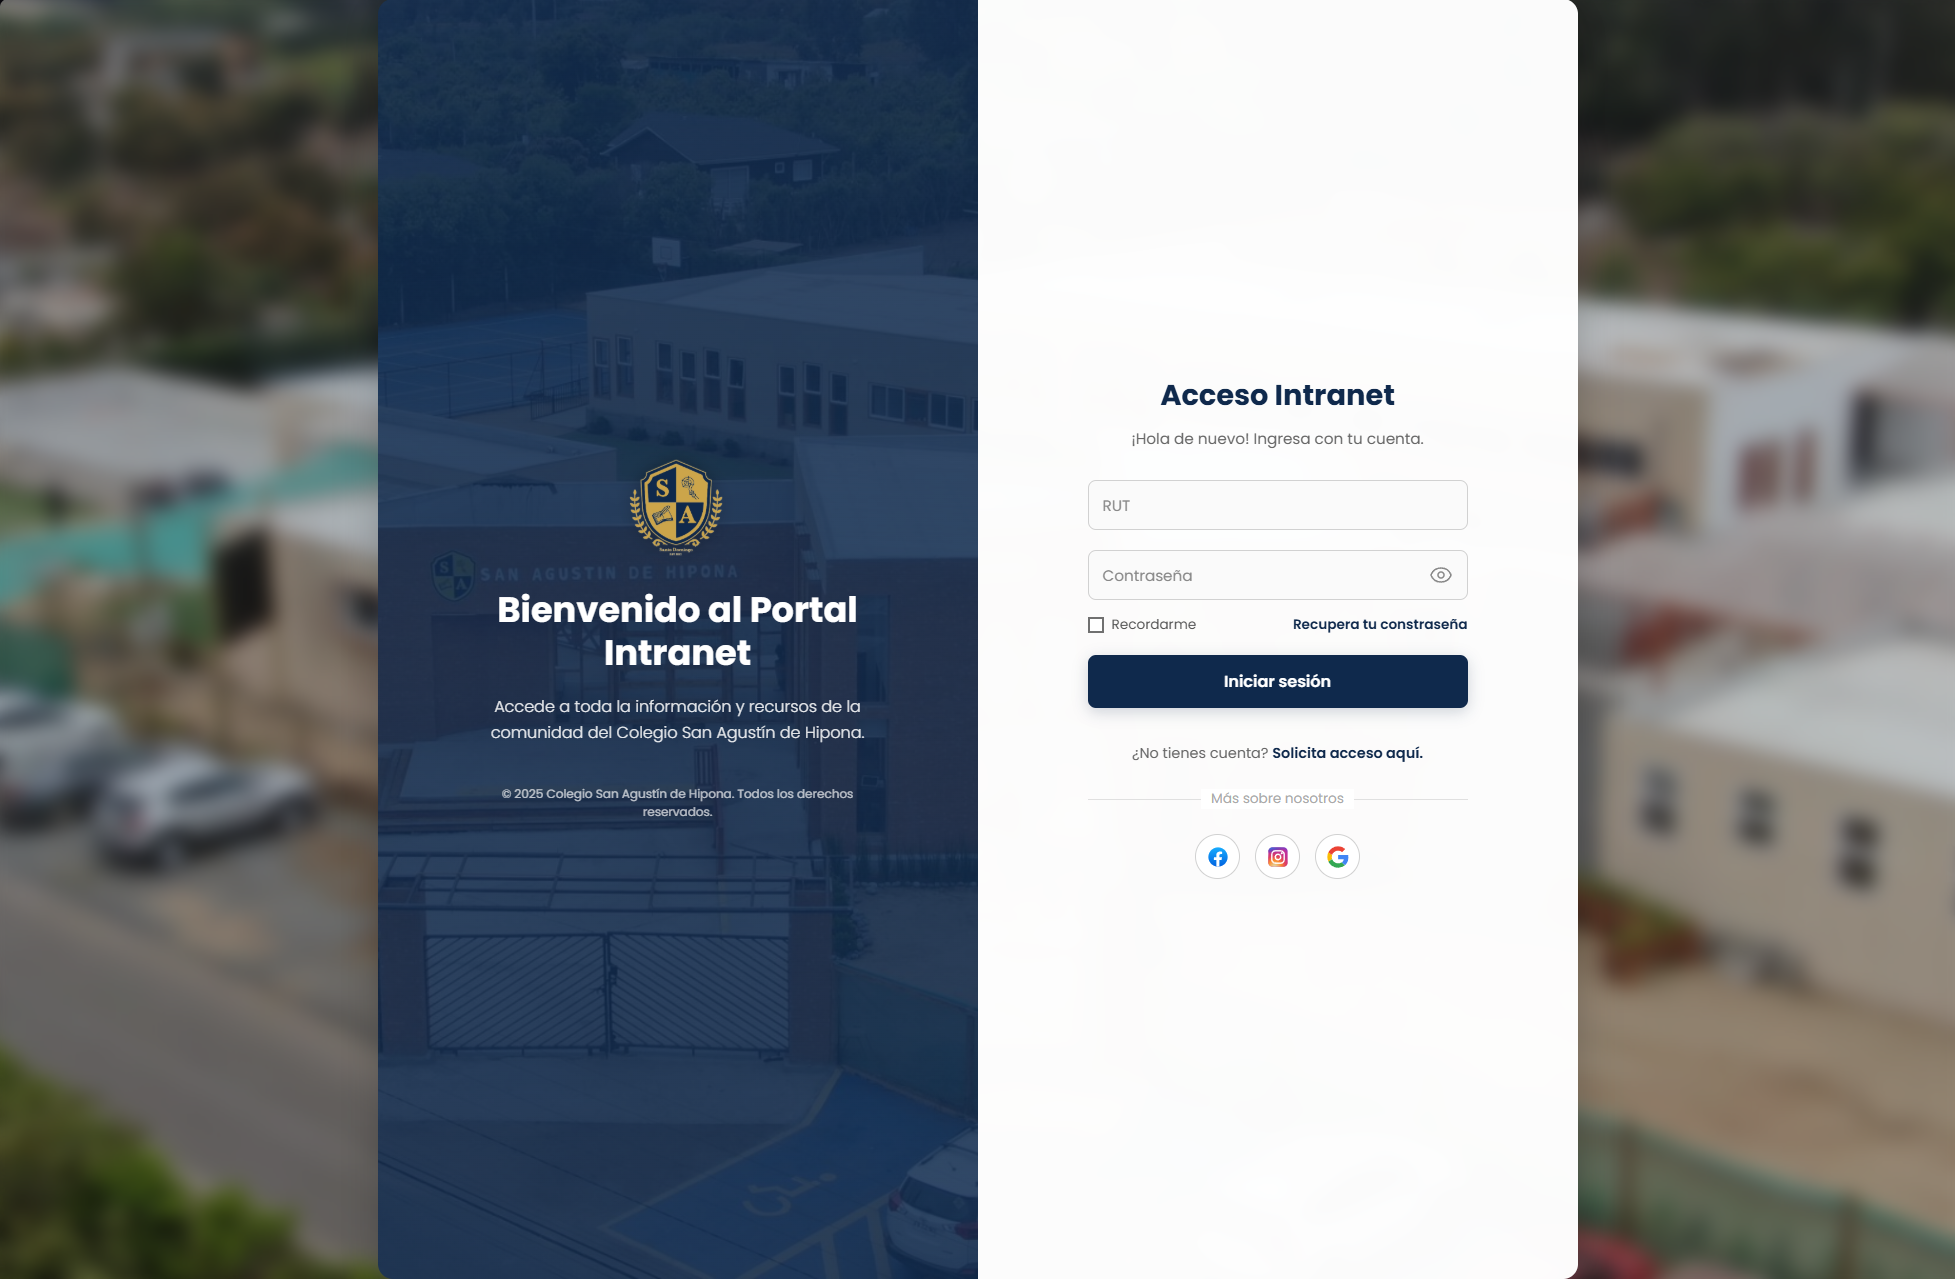 S
A
Santo Domingo
S
A
SAN AGUSTIN DE HIPONA
Bienvenido al Portal
Intranet
Accede a toda la información y recursos de la
comunidad del Colegio San Agustín de Hipona.
© 2025 Colegio San Agustín de Hipona. Todos los derechos
reservados.
Acceso Intranet
¡Hola de nuevo! Ingresa con tu cuenta.
RUT
Contraseña
Recordarme
Recupera tu constraseña
Iniciar sesión
¿No tienes cuenta? Solicita acceso aquí.
Más sobre nosotros